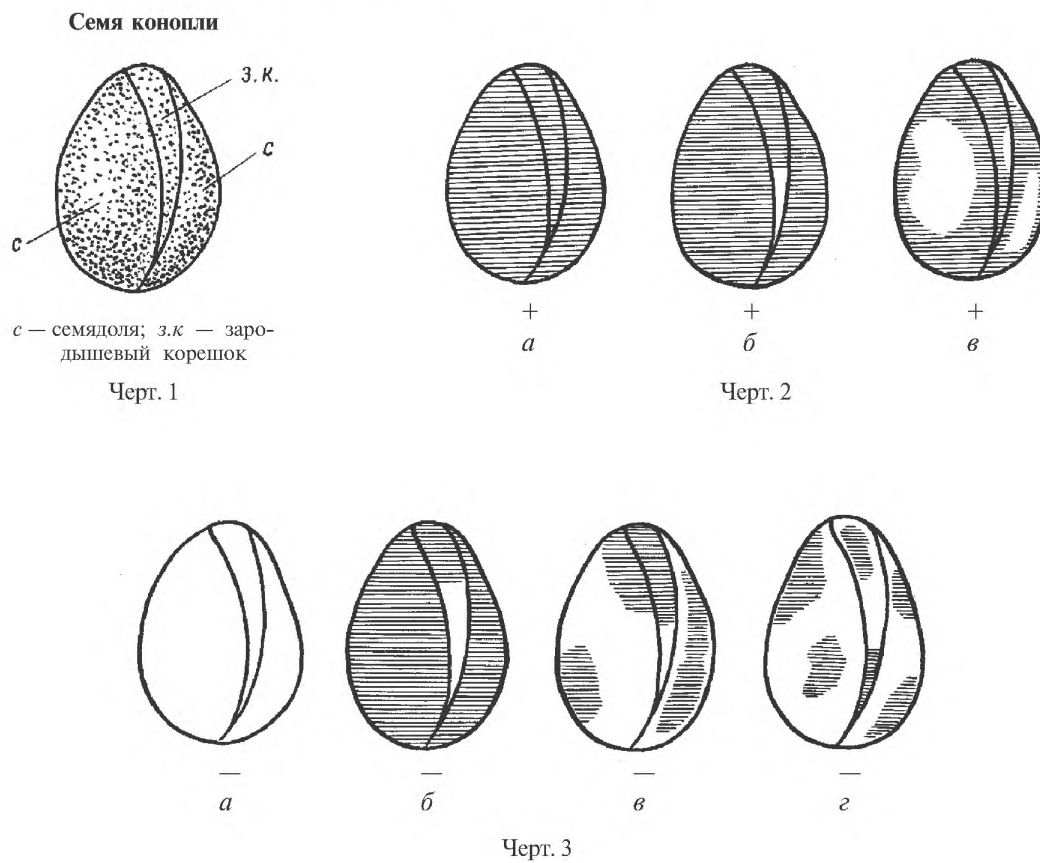 Семя конопли
з.к.
с
с
с — семядоля; з.к — заро-
дышевый корешок
Черт. 1
+ + +
а б в
Черт. 2
— — — —
а б в г
Черт. 3